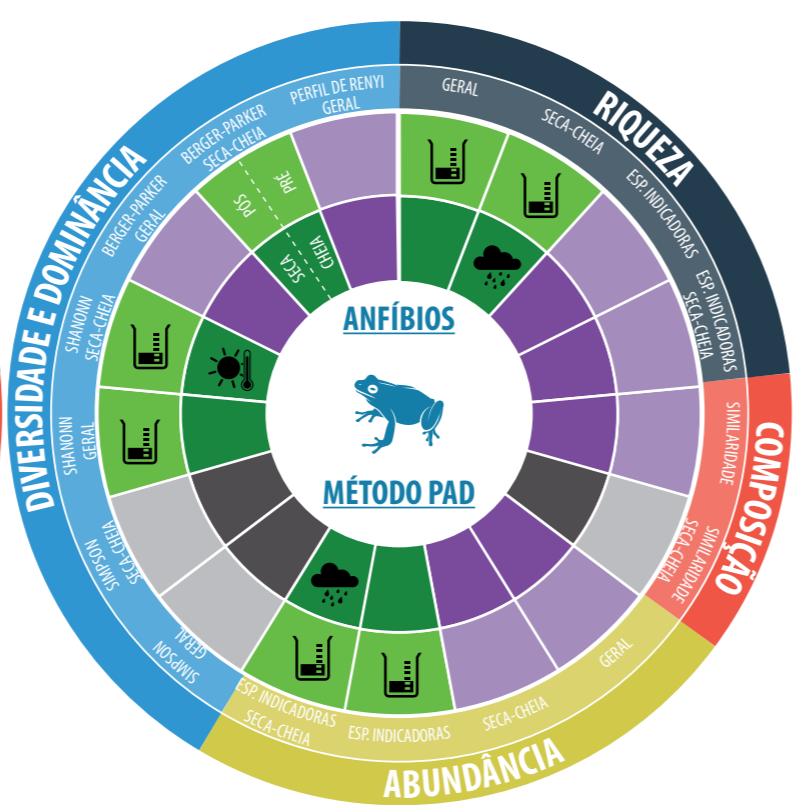 RIQUEZA
GERAL
SECA-CHEIA
ESP. INDICADORAS
ESP. INDICADORAS
SECA-CHEIA
COMPOSIÇÃO
SIMILARIDADE
SIMILARIDADE
SECA-CHEIA
ABUNDÂNCIA
GERAL
SECA-CHEIA
ESP. INDICADORAS
ESP. INDICADORAS
SECA-CHEIA
DIVERSIDADE E DOMINÂNCIA
SIMPSON
GERAL
SIMPSON
SECA-CHEIA
SHANONN
GERAL
SHANONN
SECA-CHEIA
BERGER-PARKER
GERAL
BERGER-PARKER
SECA-CHEIA
PERFIL DE RENYI
GERAL
PÓS
PRÉ
SECA
CHEIA
ANFÍBIOS
MÉTODO PAD